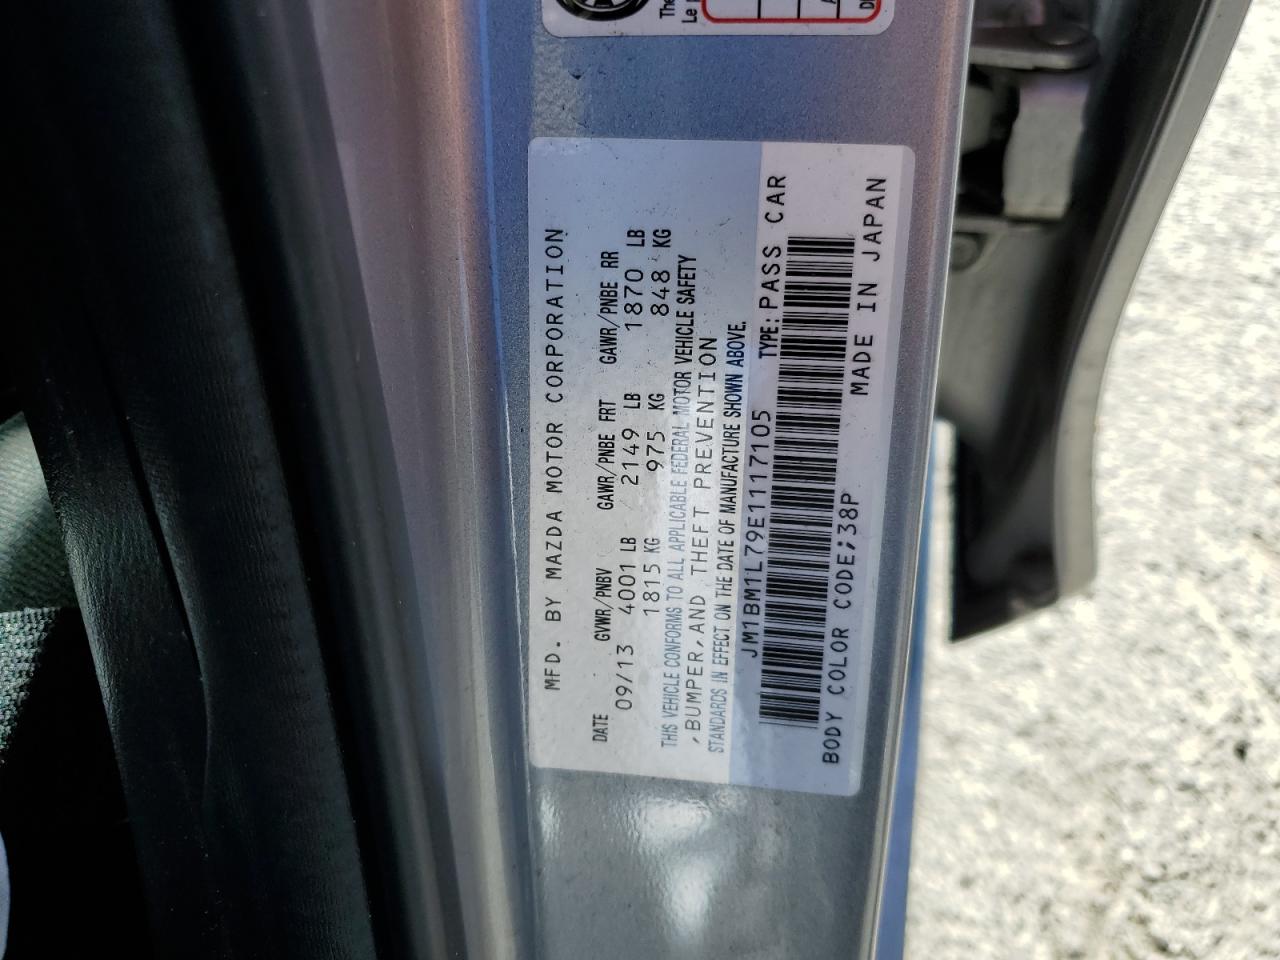 MFD. BY MAZDA MOTOR CORPORATION
DATE GVWR/PNBV GAWR/PNBE FRT GAWR/PNBE RR
09/13 4001 LB 2149 LB 1870 LB
1815 KG 975 KG 848 KG
THIS VEHICLE CONFORMS TO ALL APPLICABLE FEDERAL MOTOR VEHICLE SAFETY
,BUMPER,AND THEFT PREVENTION
STANDARDS IN EFFECT ON THE DATE OF MANUFACTURE SHOWN ABOVE.
JM1BM1L79E1117105 TYPE:PASS CAR
BODY COLOR CODE;38P MADE IN JAPAN